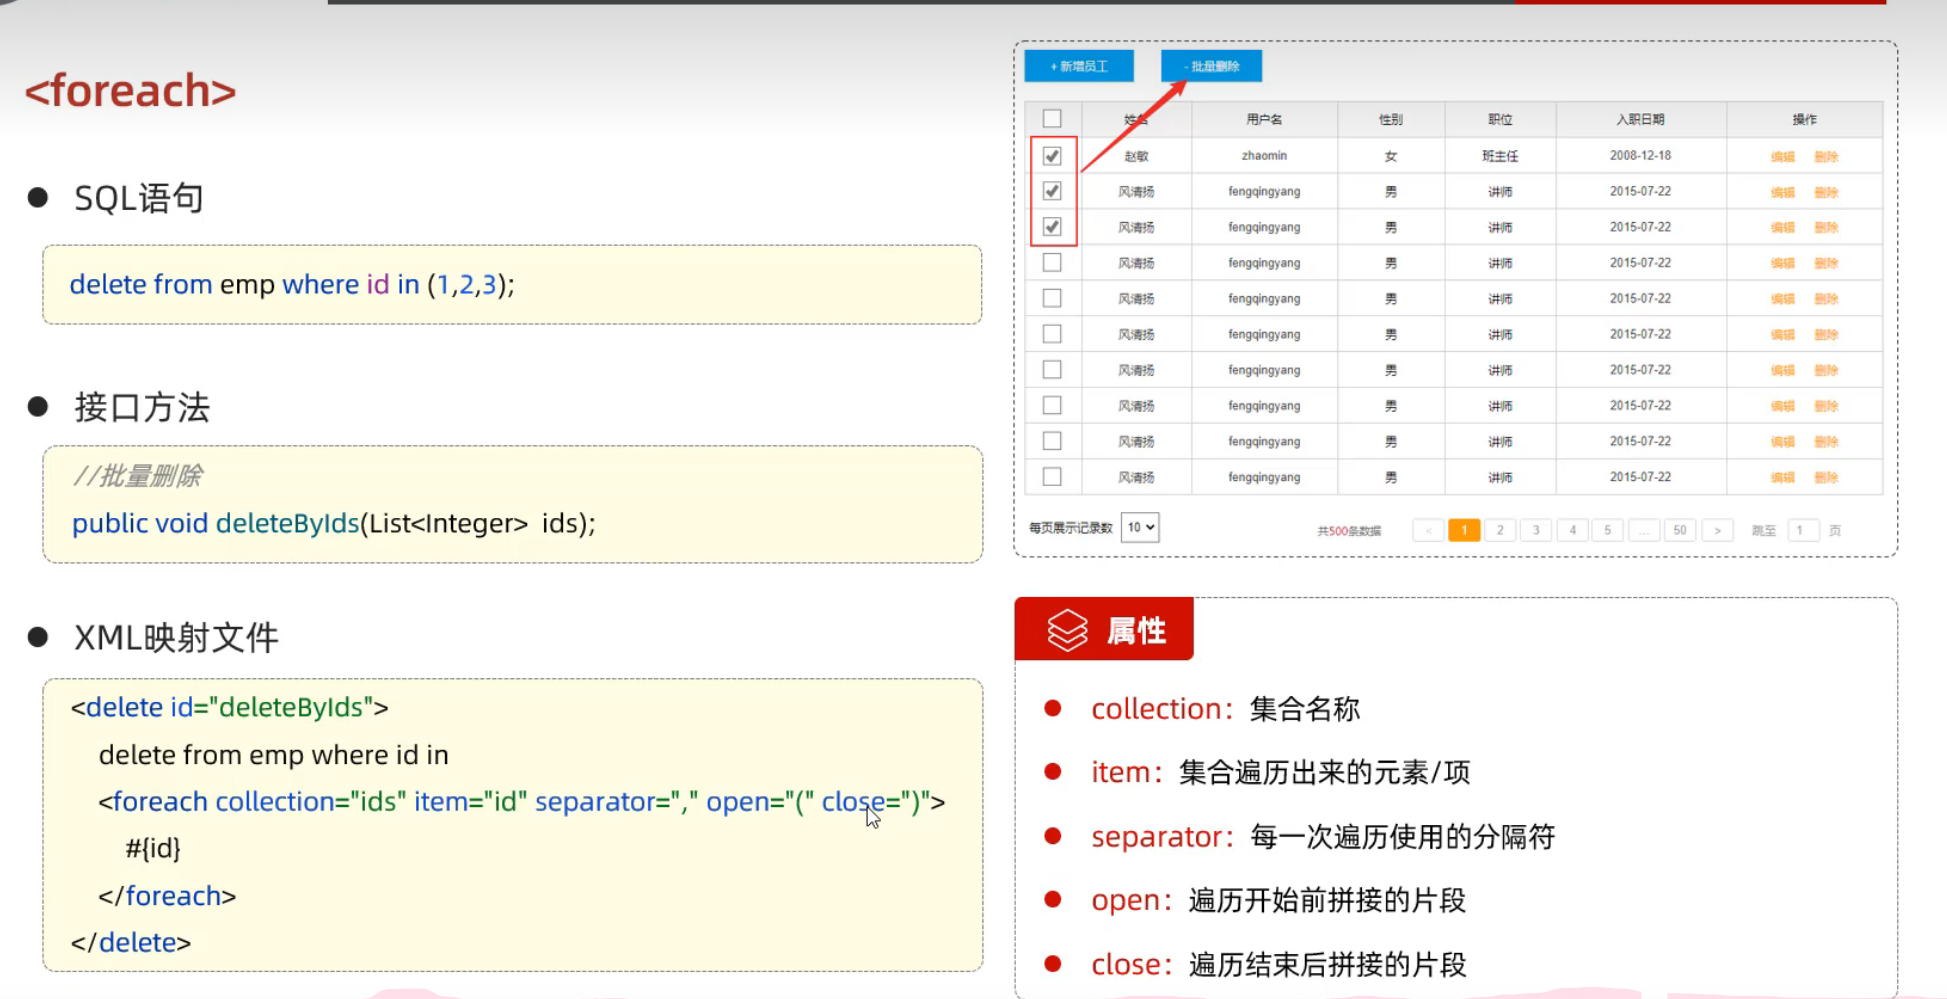 <foreach>
SQL语句
delete from emp where id in (1,2,3);
接口方法
//批量删除
public void deleteByIds(List<Integer> ids);
XML映射文件
<delete id="deleteByIds">
delete from emp where id in
<foreach collection="ids" item="id" separator="," open="(" close=")">
#{id}
</foreach>
</delete>
+ 新增员工 - 批量删除
姓名 用户名 性别 职位 入职日期 操作
赵敏 zhaomin 女 班主任 2008-12-18 编辑 删除
风清扬 fengqingyang 男 讲师 2015-07-22 编辑 删除
风清扬 fengqingyang 男 讲师 2015-07-22 编辑 删除
风清扬 fengqingyang 男 讲师 2015-07-22 编辑 删除
风清扬 fengqingyang 男 讲师 2015-07-22 编辑 删除
风清扬 fengqingyang 男 讲师 2015-07-22 编辑 删除
风清扬 fengqingyang 男 讲师 2015-07-22 编辑 删除
风清扬 fengqingyang 男 讲师 2015-07-22 编辑 删除
风清扬 fengqingyang 男 讲师 2015-07-22 编辑 删除
风清扬 fengqingyang 男 讲师 2015-07-22 编辑 删除
每页展示记录数 10 共500条数据 < 1 2 3 4 5 ... 50 > 跳至 1 页
属性
collection：集合名称
item：集合遍历出来的元素/项
separator：每一次遍历使用的分隔符
open：遍历开始前拼接的片段
close：遍历结束后拼接的片段